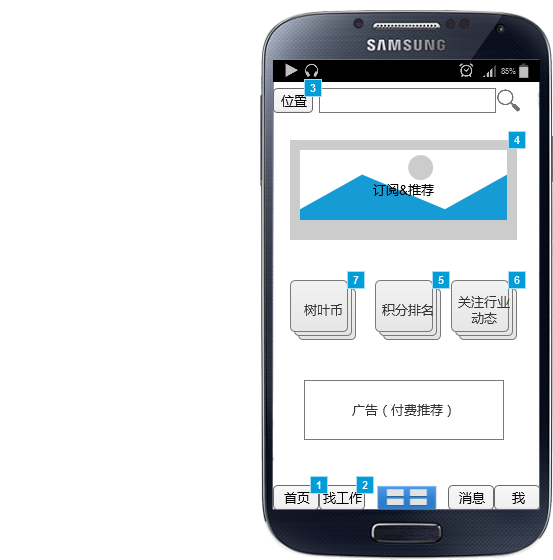 SAMSUNG
85%
位置
3
4
订阅&推荐
7
5
6
树叶币
积分排名
关注行业
动态
广告（付费推荐）
1
2
首页
找工作
消息
我